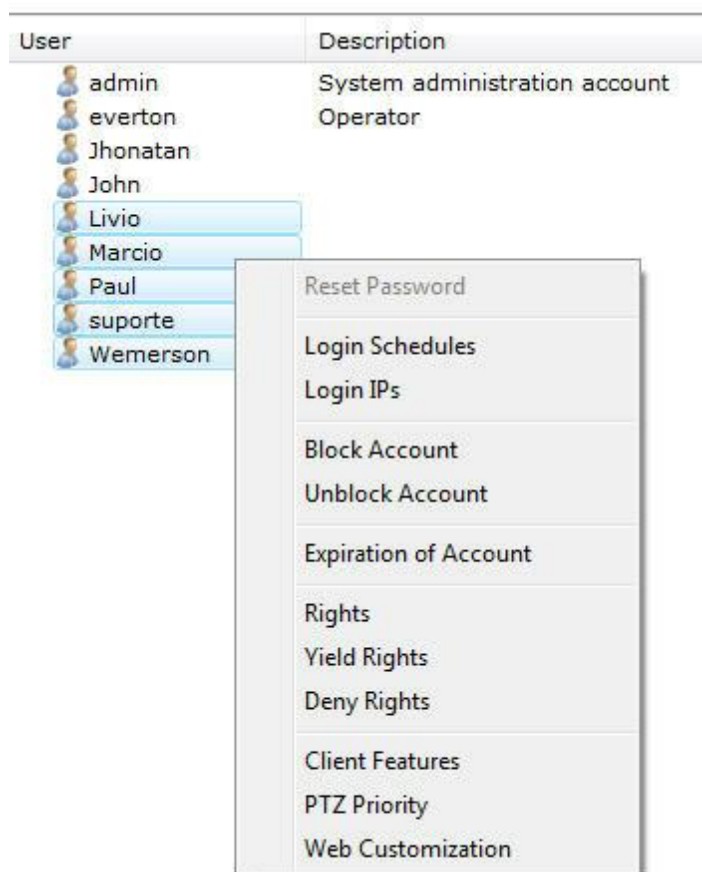 User Description
admin System administration account
everton Operator
Jhonatan
John
Livio
Marcio
Paul
suporte
Wemerson
Reset Password
Login Schedules
Login IPs
Block Account
Unblock Account
Expiration of Account
Rights
Yield Rights
Deny Rights
Client Features
PTZ Priority
Web Customization